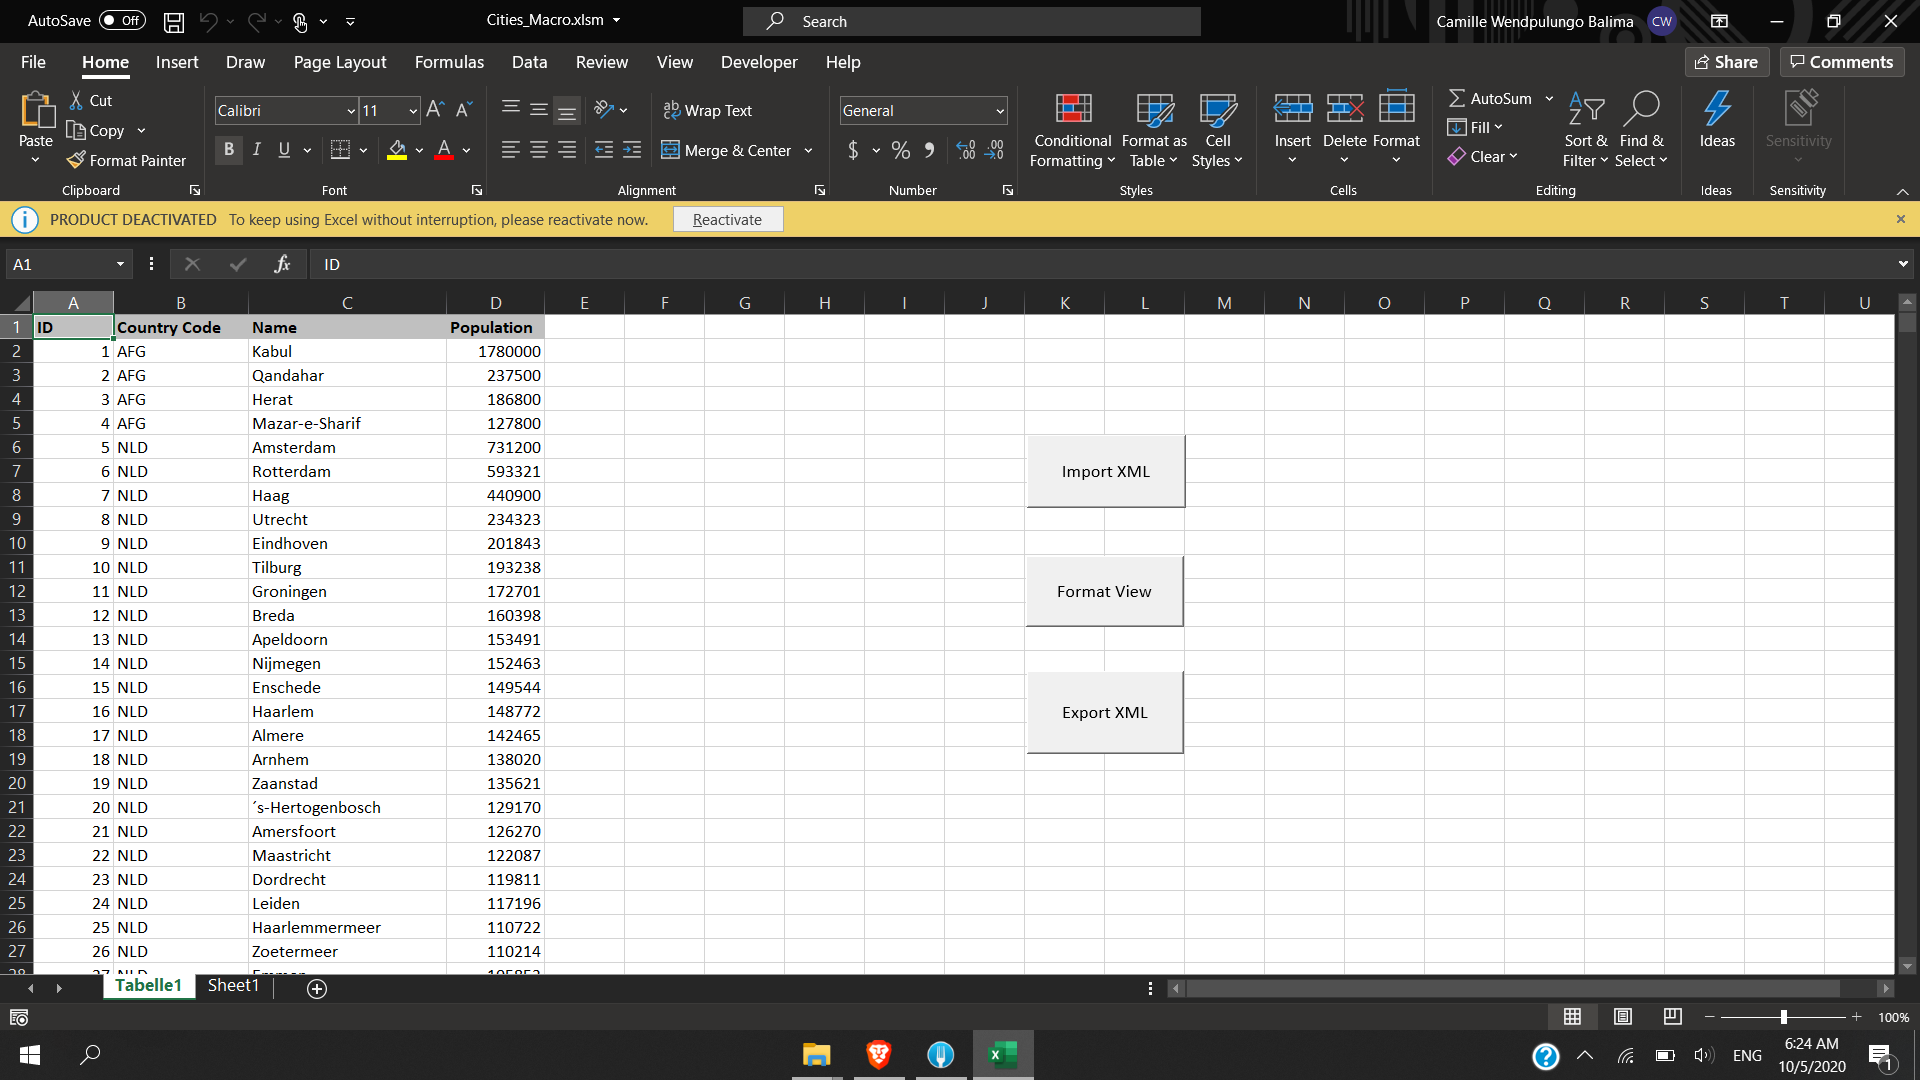 AutoSave Off Cities_Macro.xlsm Search Camille Wendpulungo Balima CW
File Home Insert Draw Page Layout Formulas Data Review View Developer Help Share Comments
Paste Cut Copy Format Painter Clipboard
Calibri 11 B I U A Font
Wrap Text Merge & Center Alignment
General $ % Number
Conditional Formatting Format as Table Cell Styles Styles
Insert Delete Format Cells
AutoSum Fill Clear Sort & Filter Find & Select Editing
Ideas Ideas
Sensitivity Sensitivity
PRODUCT DEACTIVATED To keep using Excel without interruption, please reactivate now. Reactivate
A1 fx ID
A B C D E F G H I J K L M N O P Q R S T U
1 ID Country Code Name Population
2 1 AFG Kabul 1780000
3 2 AFG Qandahar 237500
4 3 AFG Herat 186800
5 4 AFG Mazar-e-Sharif 127800
6 5 NLD Amsterdam 731200
7 6 NLD Rotterdam 593321
8 7 NLD Haag 440900
9 8 NLD Utrecht 234323
10 9 NLD Eindhoven 201843
11 10 NLD Tilburg 193238
12 11 NLD Groningen 172701
13 12 NLD Breda 160398
14 13 NLD Apeldoorn 153491
15 14 NLD Nijmegen 152463
16 15 NLD Enschede 149544
17 16 NLD Haarlem 148772
18 17 NLD Almere 142465
19 18 NLD Arnhem 138020
20 19 NLD Zaanstad 135621
21 20 NLD ´s-Hertogenbosch 129170
22 21 NLD Amersfoort 126270
23 22 NLD Maastricht 122087
24 23 NLD Dordrecht 119811
25 24 NLD Leiden 117196
26 25 NLD Haarlemmermeer 110722
27 26 NLD Zoetermeer 110214
Import XML
Format View
Export XML
Tabelle1 Sheet1
100%
ENG 6:24 AM
10/5/2020 1